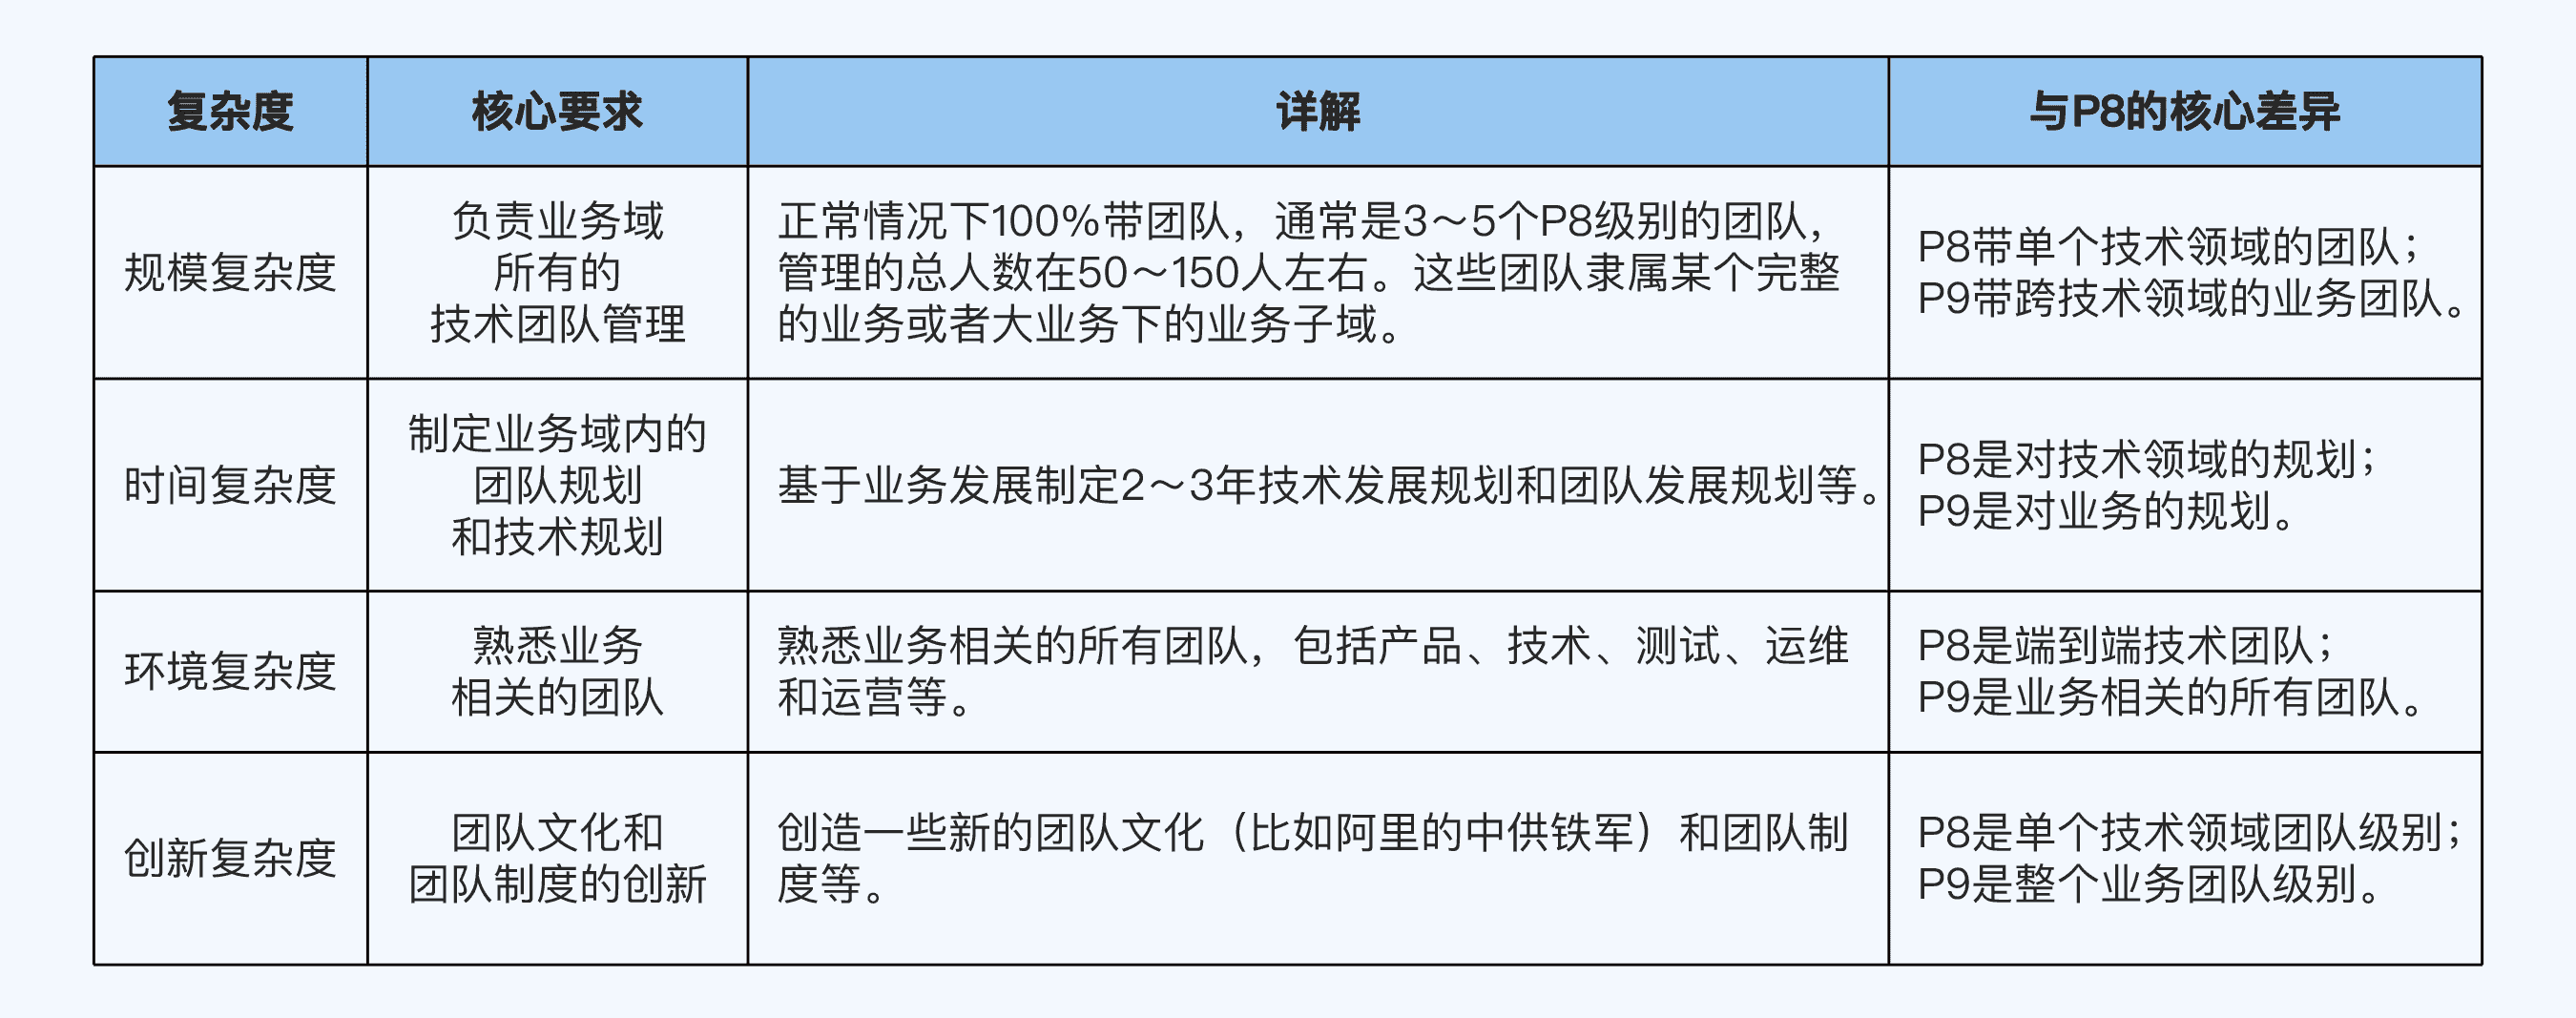 复杂度
核心要求
详解
与P8的核心差异
规模复杂度
负责业务域
所有的
技术团队管理
正常情况下100%带团队，通常是3～5个P8级别的团队，
管理的总人数在50～150人左右。这些团队隶属某个完整
的业务或者大业务下的业务子域。
P8带单个技术领域的团队；
P9带跨技术领域的业务团队。
时间复杂度
制定业务域内的
团队规划
和技术规划
基于业务发展制定2～3年技术发展规划和团队发展规划等。
P8是对技术领域的规划；
P9是对业务的规划。
环境复杂度
熟悉业务
相关的团队
熟悉业务相关的所有团队，包括产品、技术、测试、运维
和运营等。
P8是端到端技术团队；
P9是业务相关的所有团队。
创新复杂度
团队文化和
团队制度的创新
创造一些新的团队文化（比如阿里的中供铁军）和团队制
度等。
P8是单个技术领域团队级别；
P9是整个业务团队级别。